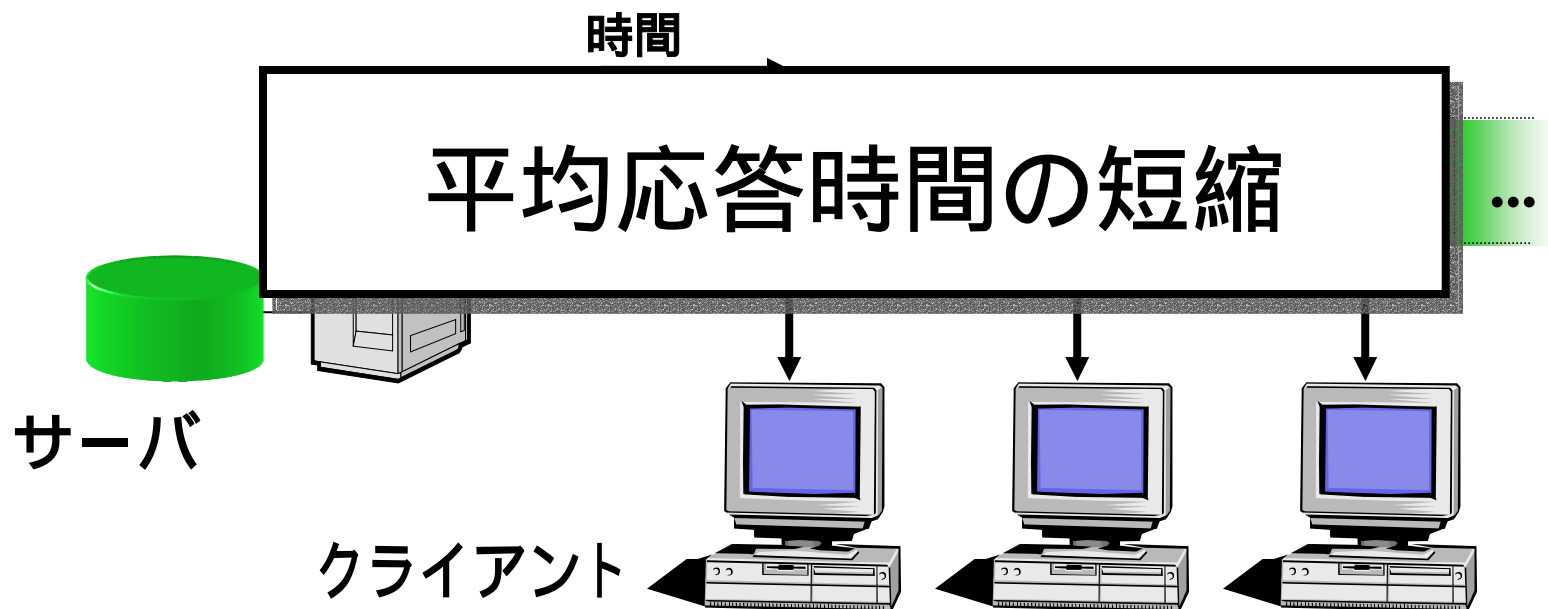 時間
平均応答時間の短縮
...
サーバ
クライアント